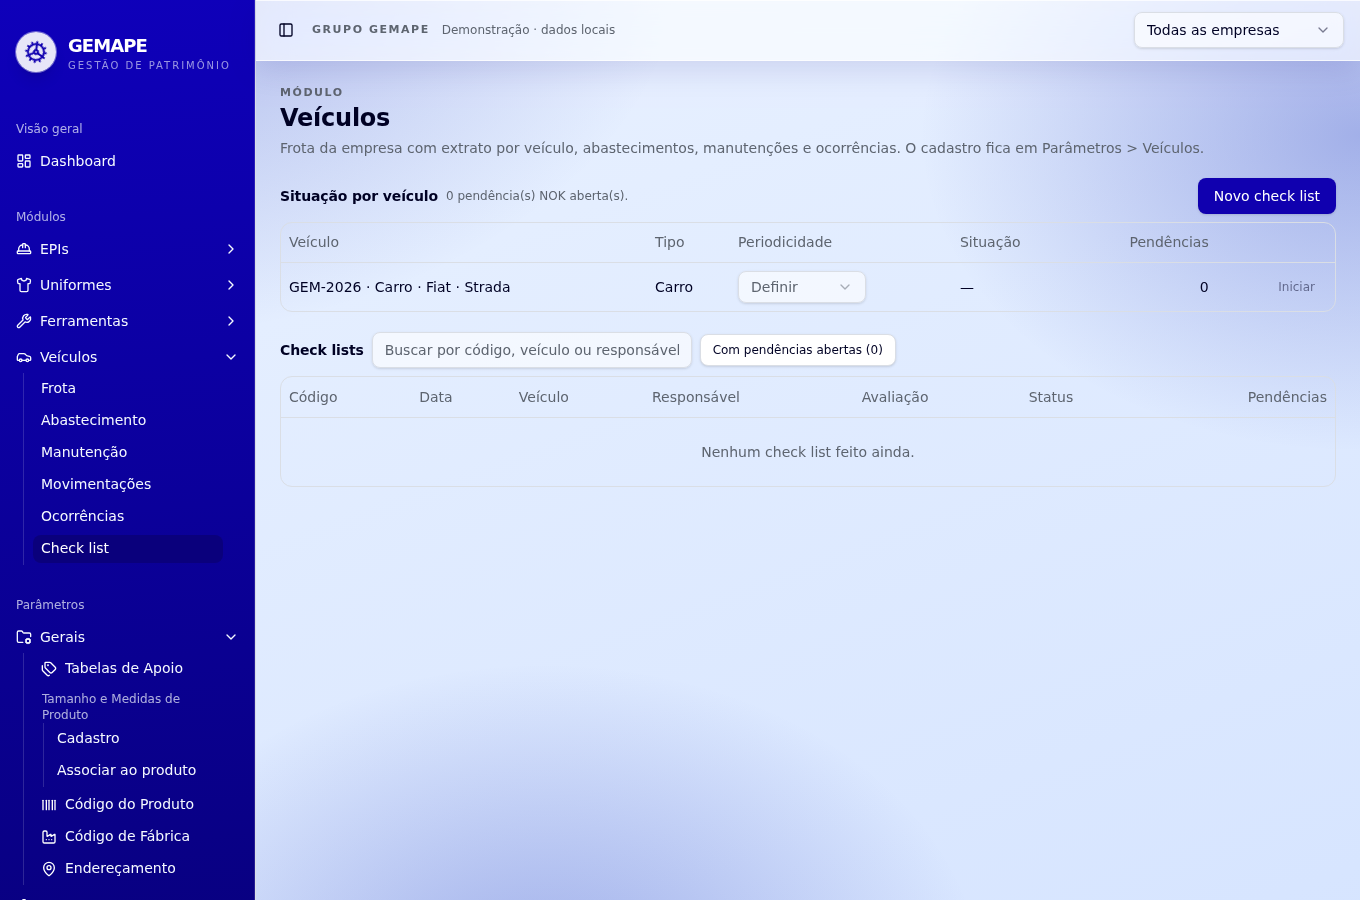 GEMAPE
GESTÃO DE PATRIMÔNIO
Visão geral
Dashboard
Módulos
EPIs
Uniformes
Ferramentas
Veículos
Frota
Abastecimento
Manutenção
Movimentações
Ocorrências
Check list
Parâmetros
Gerais
Tabelas de Apoio
Tamanho e Medidas de
Produto
Cadastro
Associar ao produto
Código do Produto
Código de Fábrica
Endereçamento
GRUPO GEMAPE Demonstração · dados locais
Todas as empresas
MÓDULO
Veículos
Frota da empresa com extrato por veículo, abastecimentos, manutenções e ocorrências. O cadastro fica em Parâmetros > Veículos.
Situação por veículo 0 pendência(s) NOK aberta(s).
Novo check list
Veículo Tipo Periodicidade Situação Pendências
GEM-2026 · Carro · Fiat · Strada Carro Definir — 0 Iniciar
Check lists Buscar por código, veículo ou responsável Com pendências abertas (0)
Código Data Veículo Responsável Avaliação Status Pendências
Nenhum check list feito ainda.